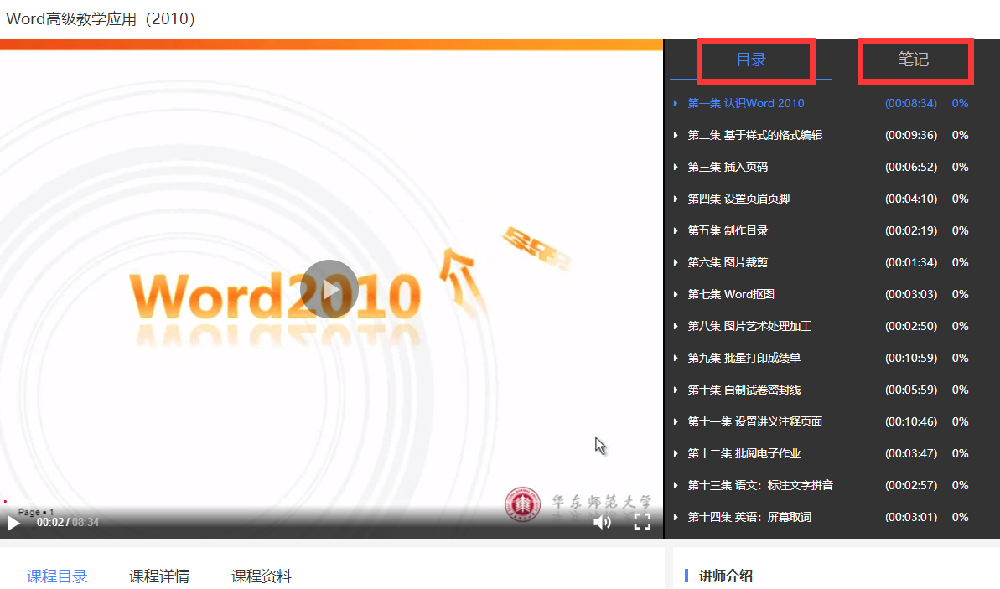 Word高级教学应用（2010）
Word2010介
Page ▪ 1
华东师范大学
00:02 / 08:34
目录 笔记
第一集 认识Word 2010 (00:08:34) 0%
第二集 基于样式的格式编辑 (00:09:36) 0%
第三集 插入页码 (00:06:52) 0%
第四集 设置页眉页脚 (00:04:10) 0%
第五集 制作目录 (00:02:19) 0%
第六集 图片裁剪 (00:01:34) 0%
第七集 Word抠图 (00:03:03) 0%
第八集 图片艺术处理加工 (00:02:50) 0%
第九集 批量打印成绩单 (00:10:59) 0%
第十集 自制试卷密封线 (00:05:59) 0%
第十一集 设置讲义注释页面 (00:10:46) 0%
第十二集 批阅电子作业 (00:03:47) 0%
第十三集 语文：标注文字拼音 (00:02:57) 0%
第十四集 英语：屏幕取词 (00:03:01) 0%
课程目录 课程详情 课程资料
讲师介绍